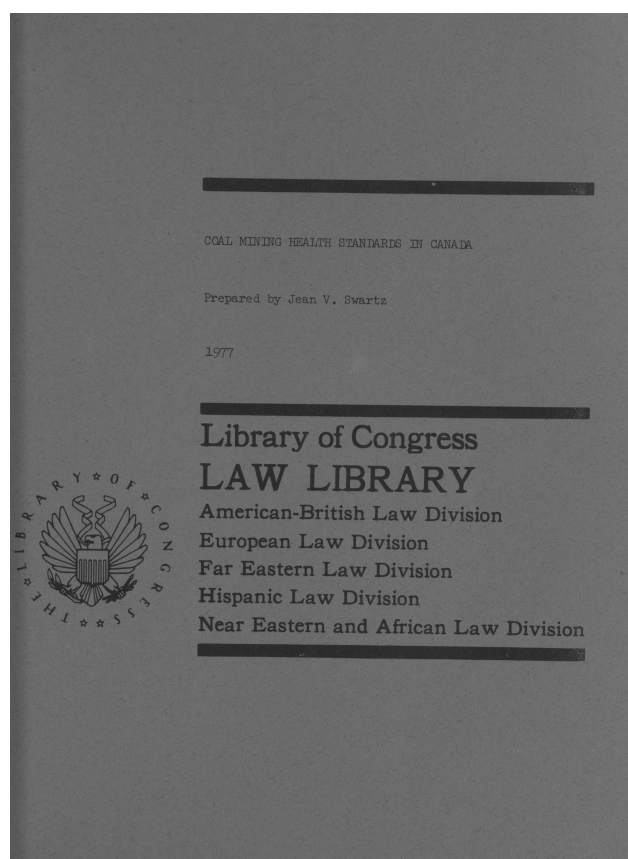 COAL MINING HEALTH STANDARDS IN CANADA
Prepared by Jean V. Swartz
1977
Library of Congress
LAW LIBRARY
American-British Law Division
European Law Division
Far Eastern Law Division
Hispanic Law Division
Near Eastern and African Law Division
THE LIBRARY OF CONGRESS